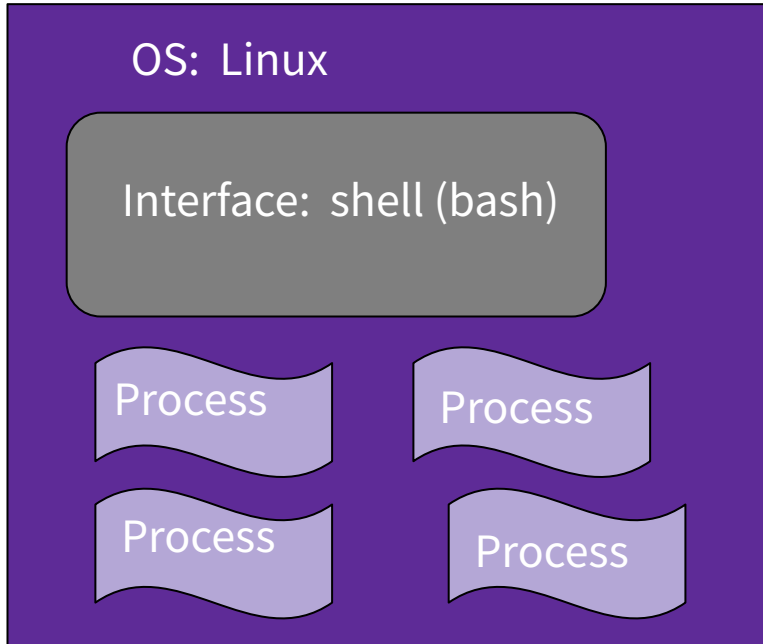 OS:  Linux
Interface:  shell (bash)
Process
Process
Process
Process